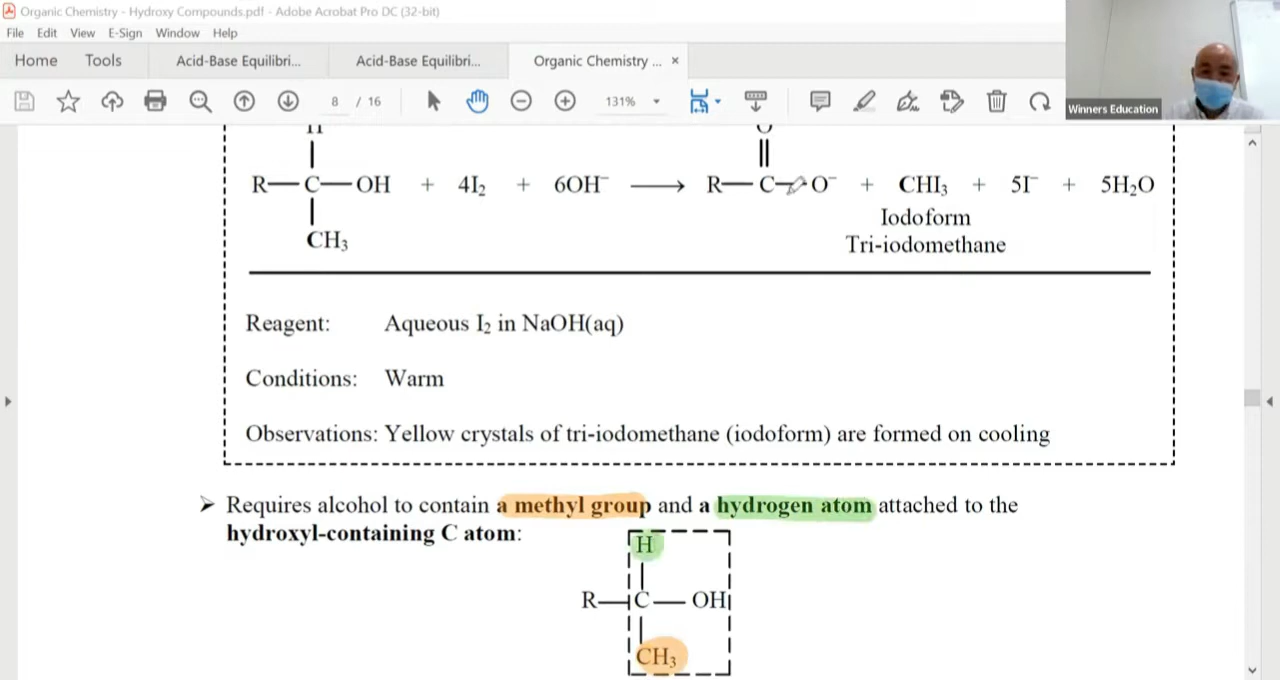 Organic Chemistry - Hydroxy Compounds.pdf - Adobe Acrobat Pro DC (32-bit)
File Edit View E-Sign Window Help
Home Tools Acid-Base Equilibri... Acid-Base Equilibri... Organic Chemistry ... ×
8 / 16 131%
Winners Education
H O
R—C—OH + 4I₂ + 6OH⁻ ⟶ R—C—O⁻ + CHI₃ + 5I⁻ + 5H₂O
CH₃
Iodoform
Tri-iodomethane
Reagent: Aqueous I₂ in NaOH(aq)
Conditions: Warm
Observations: Yellow crystals of tri-iodomethane (iodoform) are formed on cooling
➢ Requires alcohol to contain a methyl group and a hydrogen atom attached to the
hydroxyl-containing C atom:
H
R—C—OH
CH₃